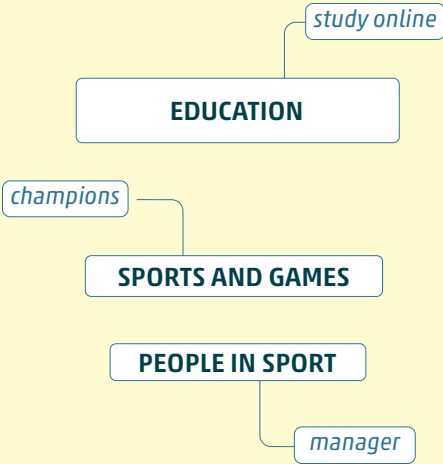 study online
EDUCATION
champions
SPORTS AND GAMES
PEOPLE IN SPORT
manager